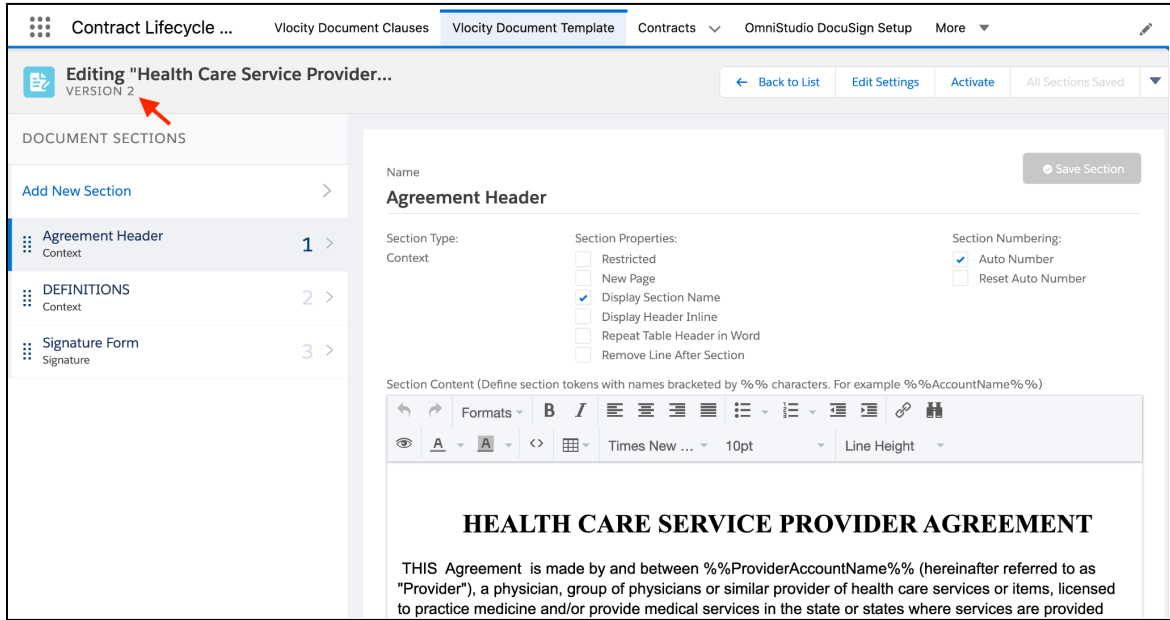 Contract Lifecycle ... Vlocity Document Clauses Vlocity Document Template Contracts OmniStudio DocuSign Setup More
Editing "Health Care Service Provider...
VERSION 2
← Back to List Edit Settings Activate All Sections Saved
DOCUMENT SECTIONS
Add New Section
Agreement Header 1
Context
DEFINITIONS 2
Context
Signature Form 3
Signature
Name
Save Section
Agreement Header
Section Type: Section Properties: Section Numbering:
Context Restricted Auto Number
New Page Reset Auto Number
Display Section Name
Display Header Inline
Repeat Table Header in Word
Remove Line After Section
Section Content (Define section tokens with names bracketed by %% characters. For example %%AccountName%%)
Formats B I
A A <> Times New ... 10pt Line Height
HEALTH CARE SERVICE PROVIDER AGREEMENT
THIS Agreement is made by and between %%ProviderAccountName%% (hereinafter referred to as
"Provider"), a physician, group of physicians or similar provider of health care services or items, licensed
to practice medicine and/or provide medical services in the state or states where services are provided